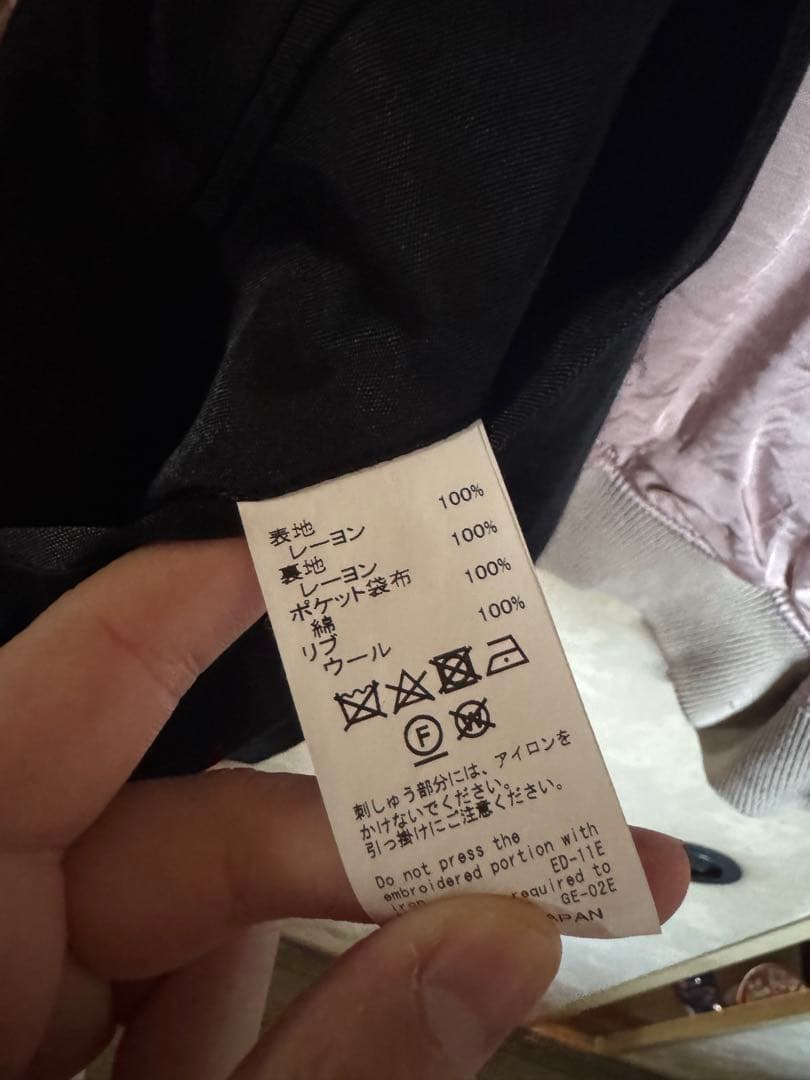 表地
レーヨン 100%
裏地
レーヨン 100%
ポケット袋布
綿 100%
リブ
ウール 100%
F
W
刺しゅう部分には、アイロンを
かけないでください。
引っ掛けにご注意ください。
Do not press the
embroidered portion with
ED-11E
required to
GE-02E